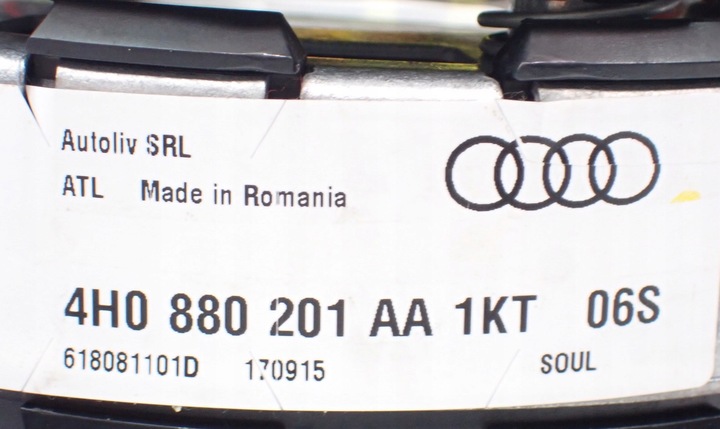 Autoliv SRL
ATL Made in Romania
4H0 880 201 AA 1KT 06S
618081101D 170915 SOUL